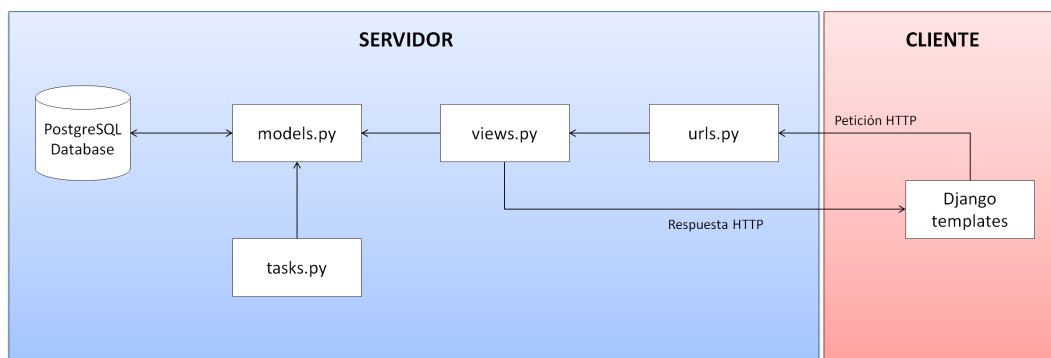 SERVIDOR
CLIENTE
PostgreSQL
Database
models.py
views.py
urls.py
Petición HTTP
Django
templates
Respuesta HTTP
tasks.py